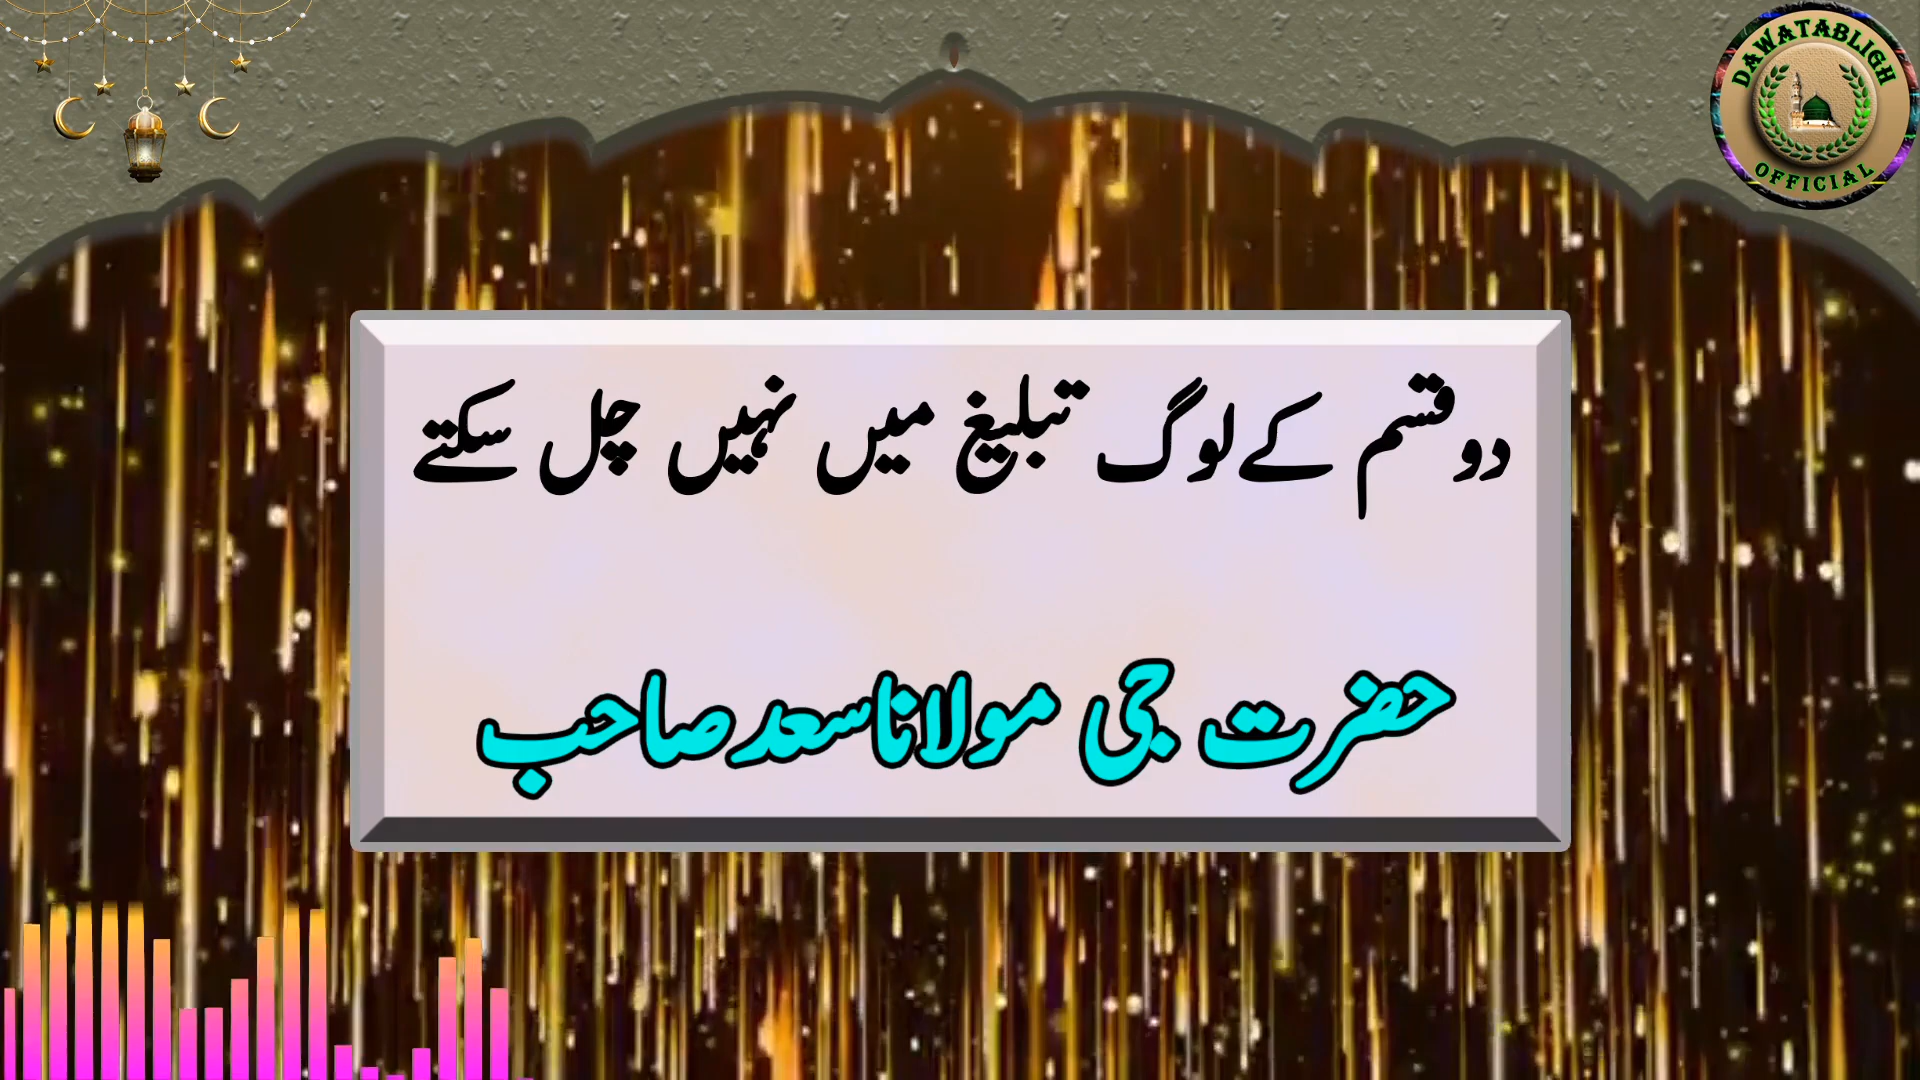 DAWATABLIGH
OFFICIAL
دو قسم کے لوگ تبلیغ میں نہیں چل سکتے
حضرت جی مولانا سعد صاحب